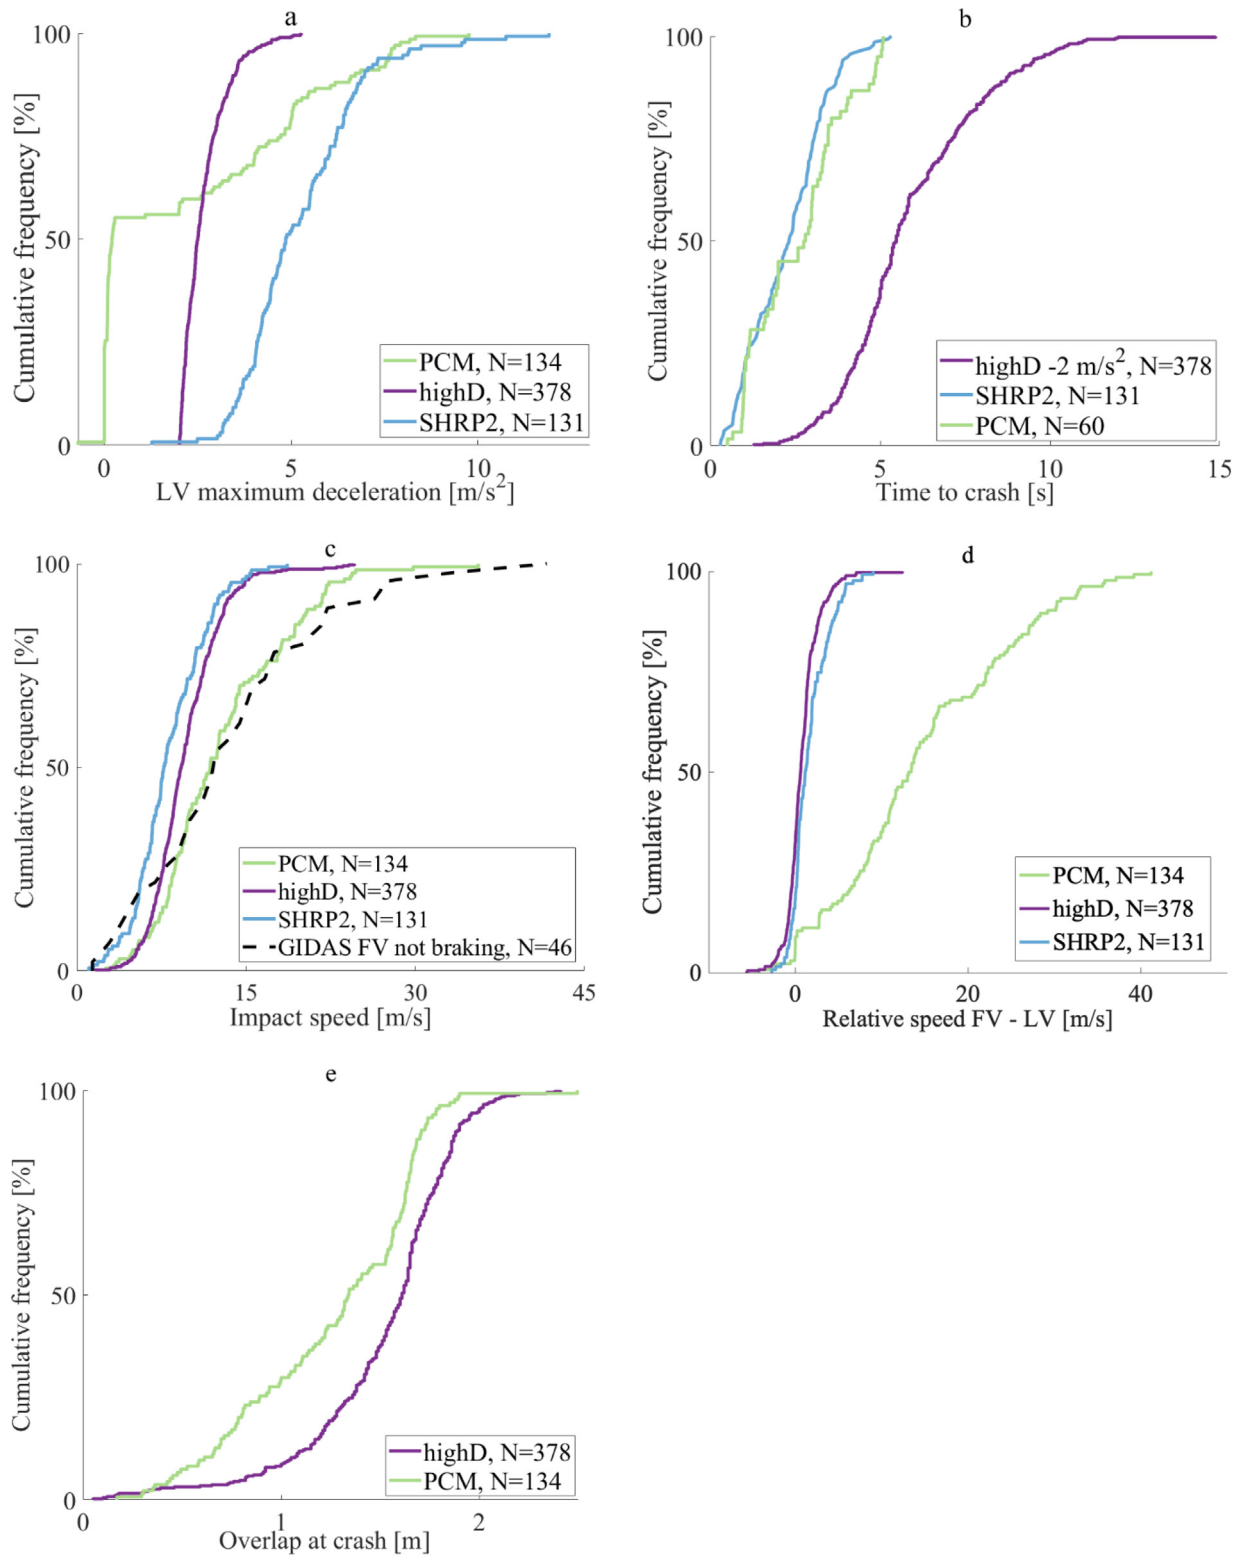 a
100
50
0
Cumulative frequency [%]
PCM, N=134
highD, N=378
SHRP2, N=131
0 5 10
LV maximum deceleration [m/s²]
b
100
50
0
Cumulative frequency [%]
highD -2 m/s², N=378
SHRP2, N=131
PCM, N=60
0 5 10 15
Time to crash [s]
c
100
50
0
Cumulative frequency [%]
PCM, N=134
highD, N=378
SHRP2, N=131
GIDAS FV not braking, N=46
0 15 30 45
Impact speed [m/s]
d
100
50
0
Cumulative frequency [%]
PCM, N=134
highD, N=378
SHRP2, N=131
0 20 40
Relative speed FV - LV [m/s]
e
100
50
0
Cumulative frequency [%]
highD, N=378
PCM, N=134
0 1 2
Overlap at crash [m]